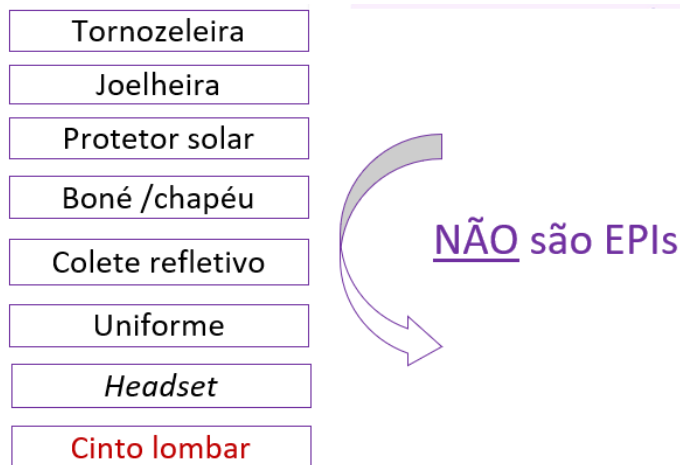 Tornozeleira
Joelheira
Protetor solar
Boné /chapéu
Colete refletivo
Uniforme
Headset
Cinto lombar
NÃO são EPIs